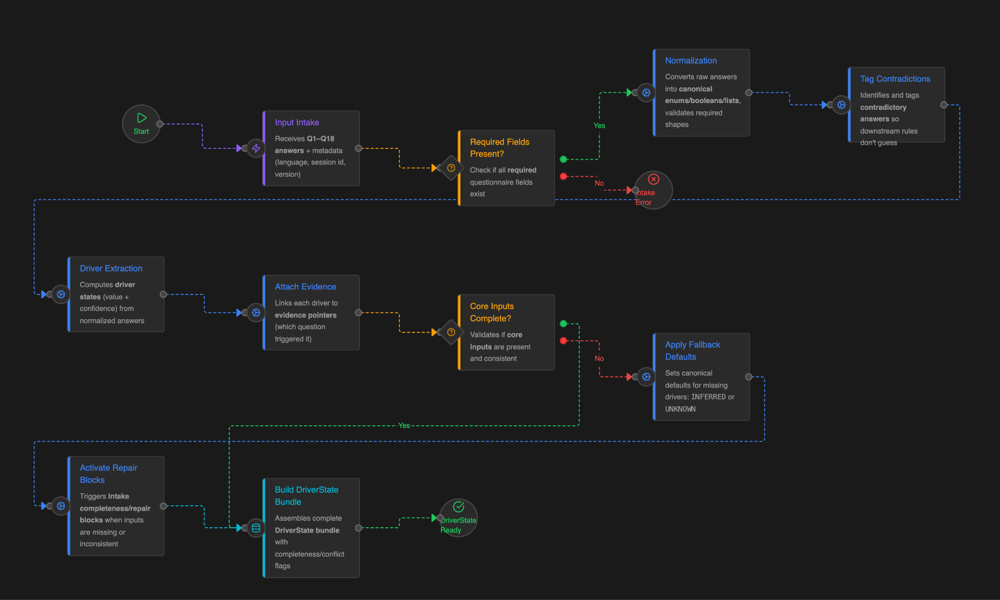 Start
Input Intake
Receives Q1–Q18
answers + metadata
(language, session id,
version)
Required Fields
Present?
Check if all required
questionnaire fields
exist
Yes
No
Normalization
Converts raw answers
into canonical
enums/booleans/lists,
validates required
shapes
Tag Contradictions
Identifies and tags
contradictory
answers so
downstream rules
don't guess
Intake
Error
Driver Extraction
Computes driver
states (value +
confidence) from
normalized answers
Attach Evidence
Links each driver to
evidence pointers
(which question
triggered it)
Core Inputs
Complete?
Validates if core
inputs are present
and consistent
No
Apply Fallback
Defaults
Sets canonical
defaults for missing
drivers: INFERRED or
UNKNOWN
Yes
Activate Repair
Blocks
Triggers intake
completeness/repair
blocks when inputs
are missing or
inconsistent
Build DriverState
Bundle
Assembles complete
DriverState bundle
with
completeness/conflict
flags
DriverState
Ready